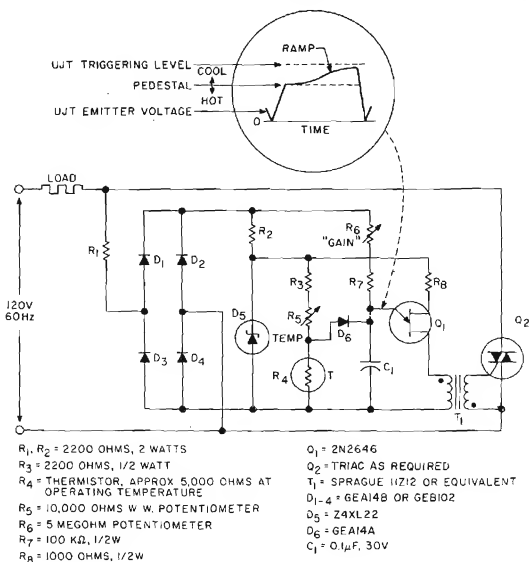 RAMP
UJT TRIGGERING LEVEL
COOL
PEDESTAL
HOT
UJT EMITTER VOLTAGE
0
TIME
LOAD
R1
D1
D2
R2
R6
"GAIN"
R3
R7
R8
120V
60Hz
D5
R5
TEMP
D6
Q1
Q2
D3
D4
R4
T
C1
T1
R1, R2 = 2200 OHMS, 2 WATTS
R3 = 2200 OHMS, 1/2 WATT
R4 = THERMISTOR, APPROX 5,000 OHMS AT
OPERATING TEMPERATURE
R5 = 10,000 OHMS W W. POTENTIOMETER
R6 = 5 MEGOHM POTENTIOMETER
R7 = 100 KΩ, 1/2W
R8 = 1000 OHMS, 1/2W
Q1 = 2N2646
Q2 = TRIAC AS REQUIRED
T1 = SPRAGUE 11Z12 OR EQUIVALENT
D1-4 = GEA14B OR GEB102
D5 = Z4XL22
D6 = GEA14A
C1 = 0.1μF, 30V